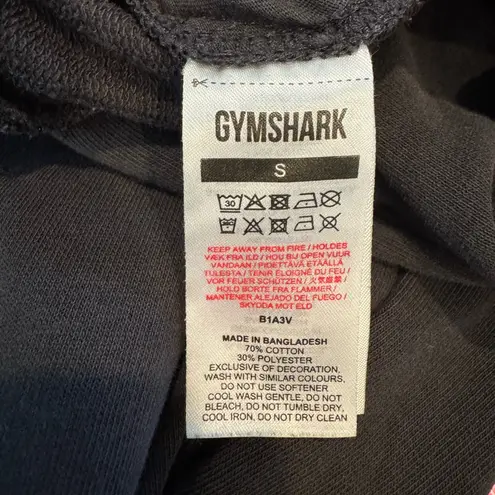 GYMSHARK
S
30
KEEP AWAY FROM FIRE / HOLDES
VÆK FRA ILD / HOU BIJ OPEN VUUR
VANDAAN / PIDETTÄVÄ ETÄÄLLÄ
TULESTA / TENIR ÉLOIGNÉ DU FEU /
VOR FEUER SCHÜTZEN / 火気厳禁 /
HOLD BORTE FRA FLAMMER /
MANTENER ALEJADO DEL FUEGO /
SKYDDA MOT ELD
B1A3V
MADE IN BANGLADESH
70% COTTON
30% POLYESTER
EXCLUSIVE OF DECORATION,
WASH WITH SIMILAR COLOURS,
DO NOT USE SOFTENER
COOL WASH GENTLE, DO NOT
BLEACH, DO NOT TUMBLE DRY,
COOL IRON, DO NOT DRY CLEAN